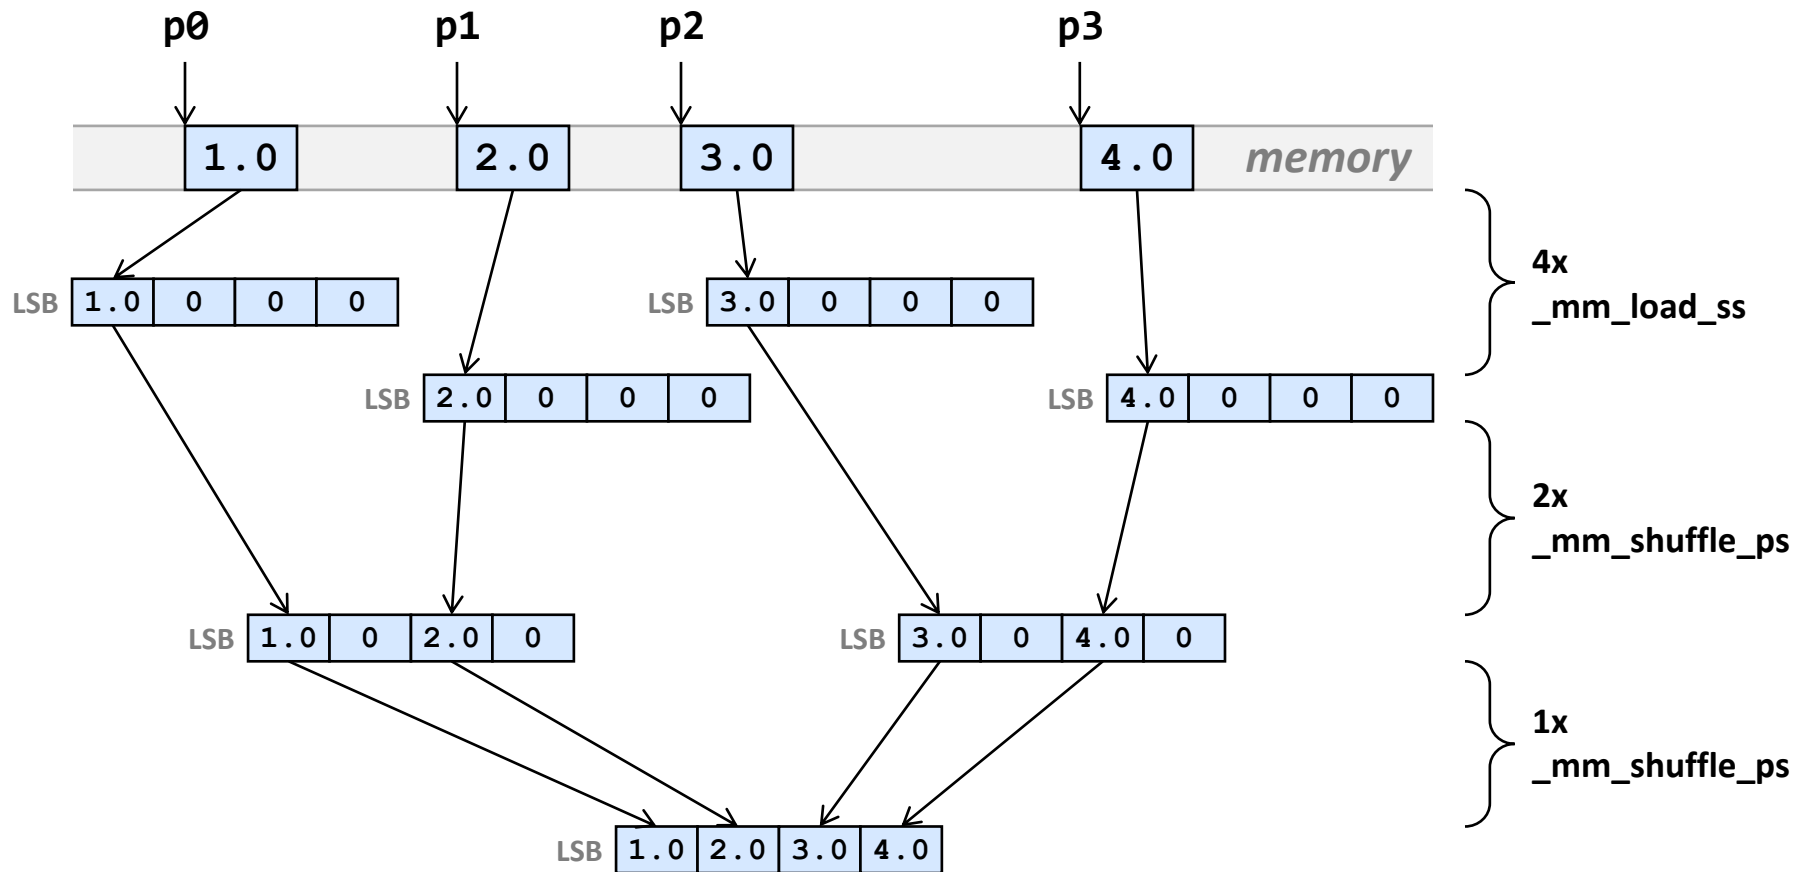 p0 p1 p2 p3
1.0 2.0 3.0 4.0 memory
4x
_mm_load_ss
LSB 1.0 0 0 0 LSB 3.0 0 0 0
LSB 2.0 0 0 0 LSB 4.0 0 0 0
2x
_mm_shuffle_ps
LSB 1.0 0 2.0 0 LSB 3.0 0 4.0 0
1x
_mm_shuffle_ps
LSB 1.0 2.0 3.0 4.0